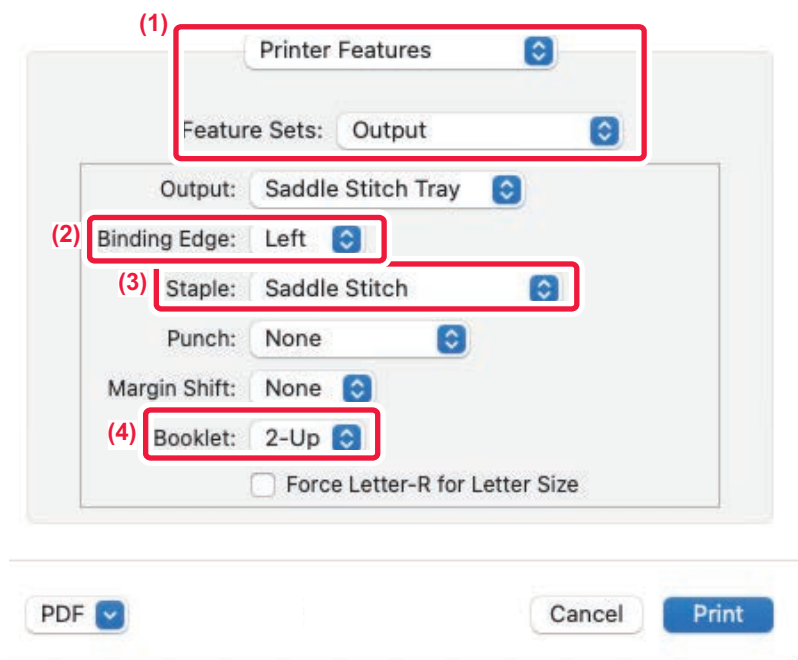 (1)
Printer Features
Feature Sets: Output
Output: Saddle Stitch Tray
(2) Binding Edge: Left
(3) Staple: Saddle Stitch
Punch: None
Margin Shift: None
(4) Booklet: 2-Up
Force Letter-R for Letter Size
PDF Cancel Print